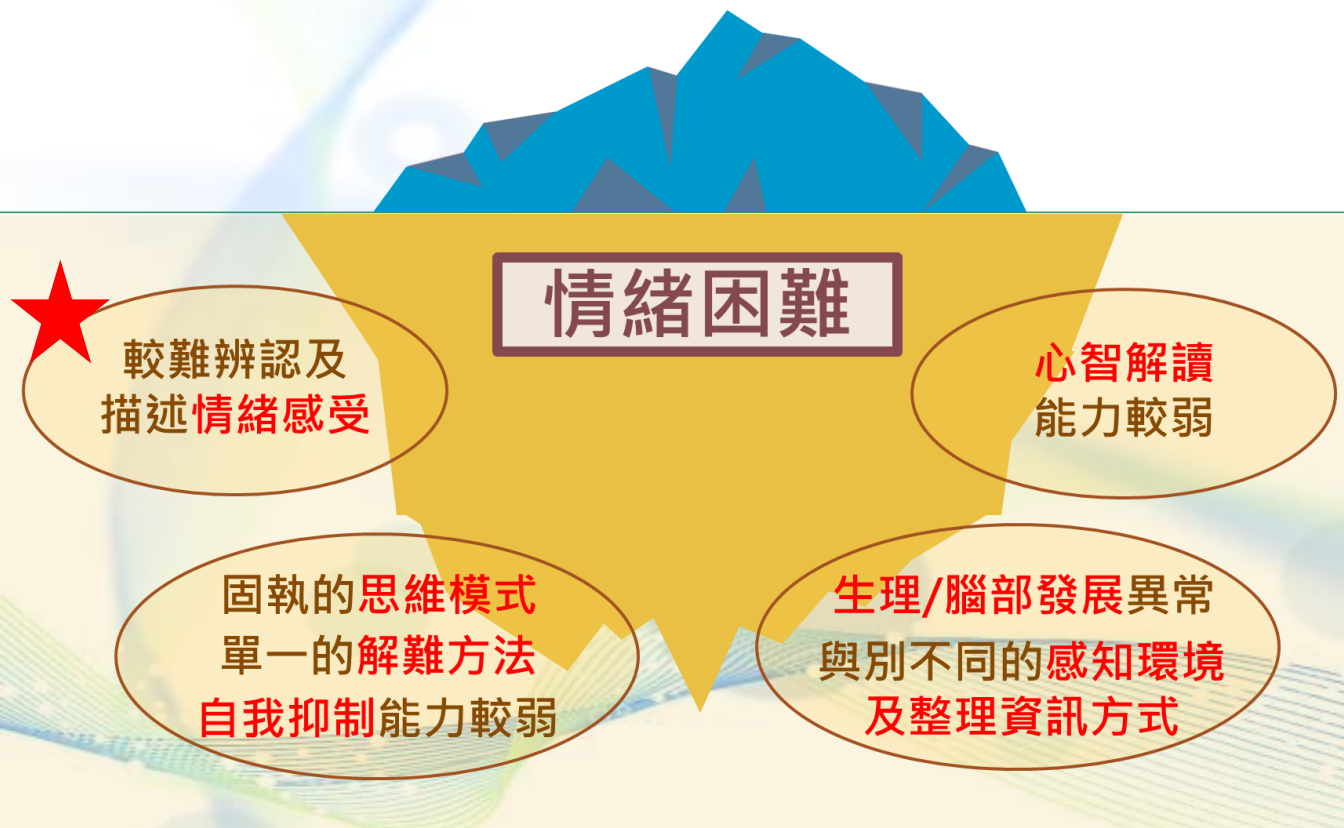 情緒困難
較難辨認及
描述情緒感受
心智解讀
能力較弱
固執的思維模式
單一的解難方法
自我抑制能力較弱
生理/腦部發展異常
與別不同的感知環境
及整理資訊方式